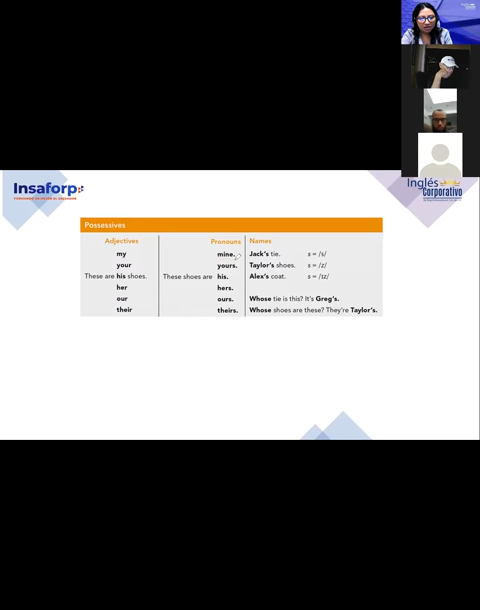 Insaforp
Inglés
Corporativo
Possessives
Adjectives Pronouns Names
my mine. Jack's tie. s = /s/
your yours. Taylor's shoes. s = /z/
These are his shoes. These shoes are his. Alex's coat. s = /ɪz/
her hers.
our ours. Whose tie is this? It's Greg's.
their theirs. Whose shoes are these? They're Taylor's.